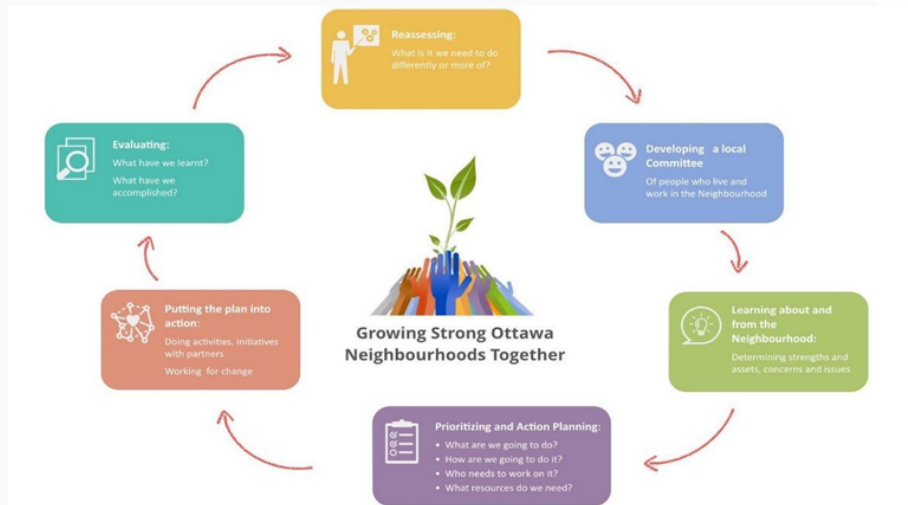 Reassessing:
What is it we need to do
differently or more of?
Developing a local
Committee
Of people who live and
work in the Neighbourhood
Learning about and
from the
Neighbourhood:
Determining strengths and
assets, concerns and issues
Prioritizing and Action Planning:
• What are we going to do?
• How are we going to do it?
• Who needs to work on it?
• What resources do we need?
Putting the plan into
action:
Doing activities, initiatives
with partners
Working for change
Evaluating:
What have we learnt?
What have we
accomplished?
Growing Strong Ottawa
Neighbourhoods Together